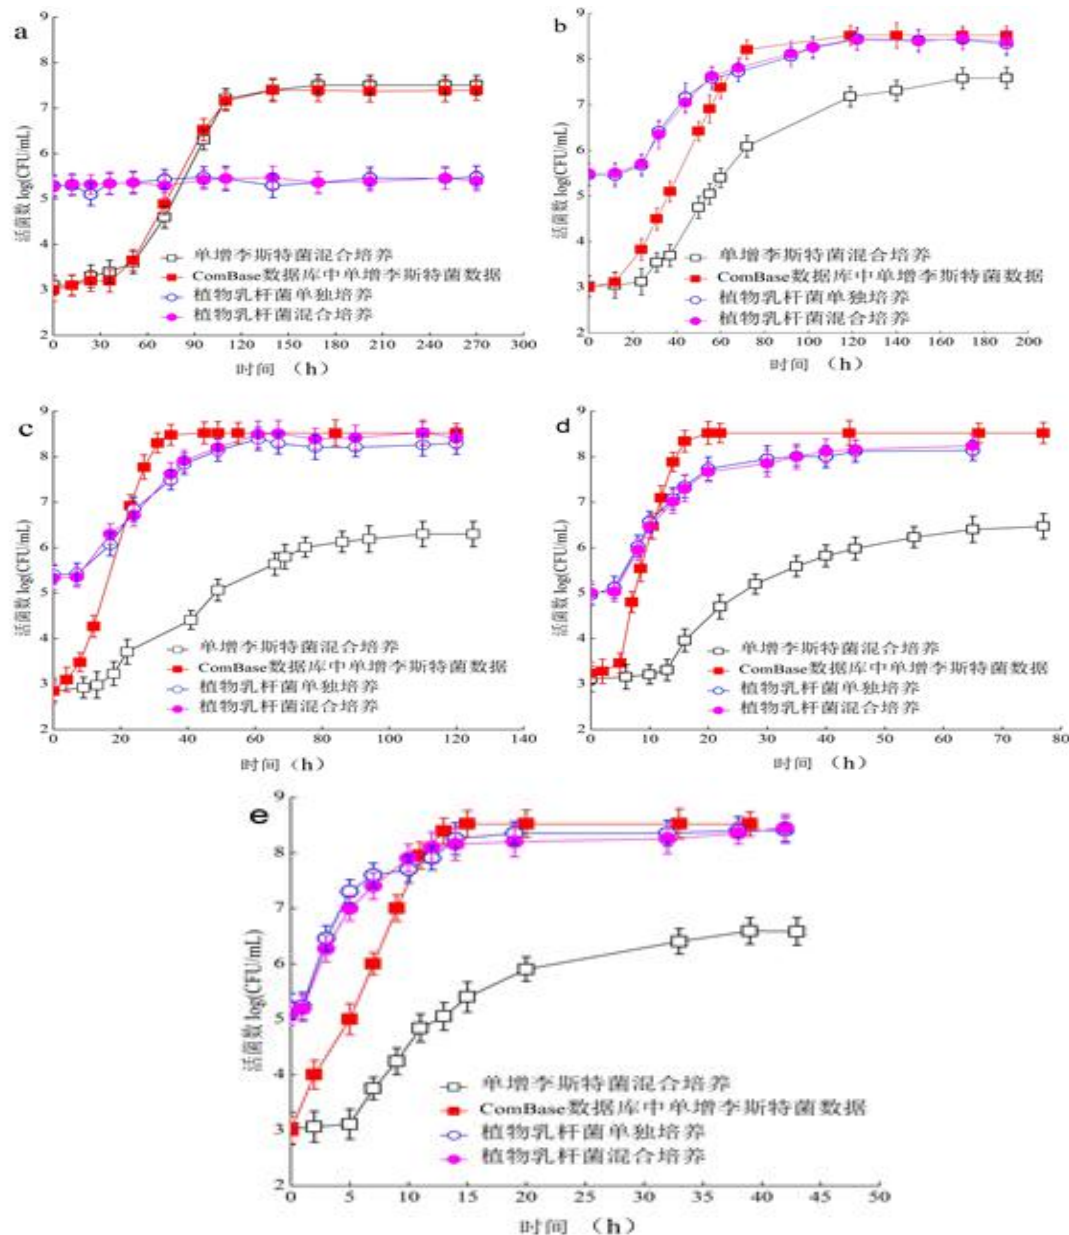 a
9
8
7
6
5
4
3
2
活菌数 log(CFU/mL)
单增李斯特菌混合培养
ComBase数据库中单增李斯特菌数据
植物乳杆菌单独培养
植物乳杆菌混合培养
0 30 60 90 120 150 180 210 240 270 300
时间 （h）
b
9
8
7
6
5
4
3
2
活菌数 log(CFU/mL)
单增李斯特菌混合培养
ComBase数据库中单增李斯特菌数据
植物乳杆菌单独培养
植物乳杆菌混合培养
0 20 40 60 80 100 120 140 160 180 200
时间 （h）
c
9
8
7
6
5
4
3
2
活菌数 log(CFU/mL)
单增李斯特菌混合培养
ComBase数据库中单增李斯特菌数据
植物乳杆菌单独培养
植物乳杆菌混合培养
0 20 40 60 80 100 120 140
时间（h）
d
9
8
7
6
5
4
3
2
活菌数 log(CFU/mL)
单增李斯特菌混合培养
ComBase数据库中单增李斯特菌数据
植物乳杆菌单独培养
植物乳杆菌混合培养
0 10 20 30 40 50 60 70 80
时间 （h）
e
9
8
7
6
5
4
3
2
活菌数 log(CFU/mL)
单增李斯特菌混合培养
ComBase数据库中单增李斯特菌数据
植物乳杆菌单独培养
植物乳杆菌混合培养
0 5 10 15 20 25 30 35 40 45 50
时间 （h）